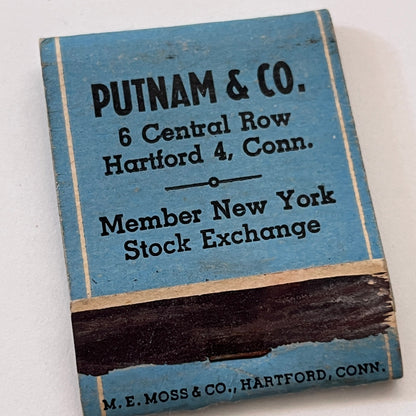 PUTNAM & CO.
6 Central Row
Hartford 4, Conn.
Member New York
Stock Exchange
M. E. MOSS & CO., HARTFORD, CONN.